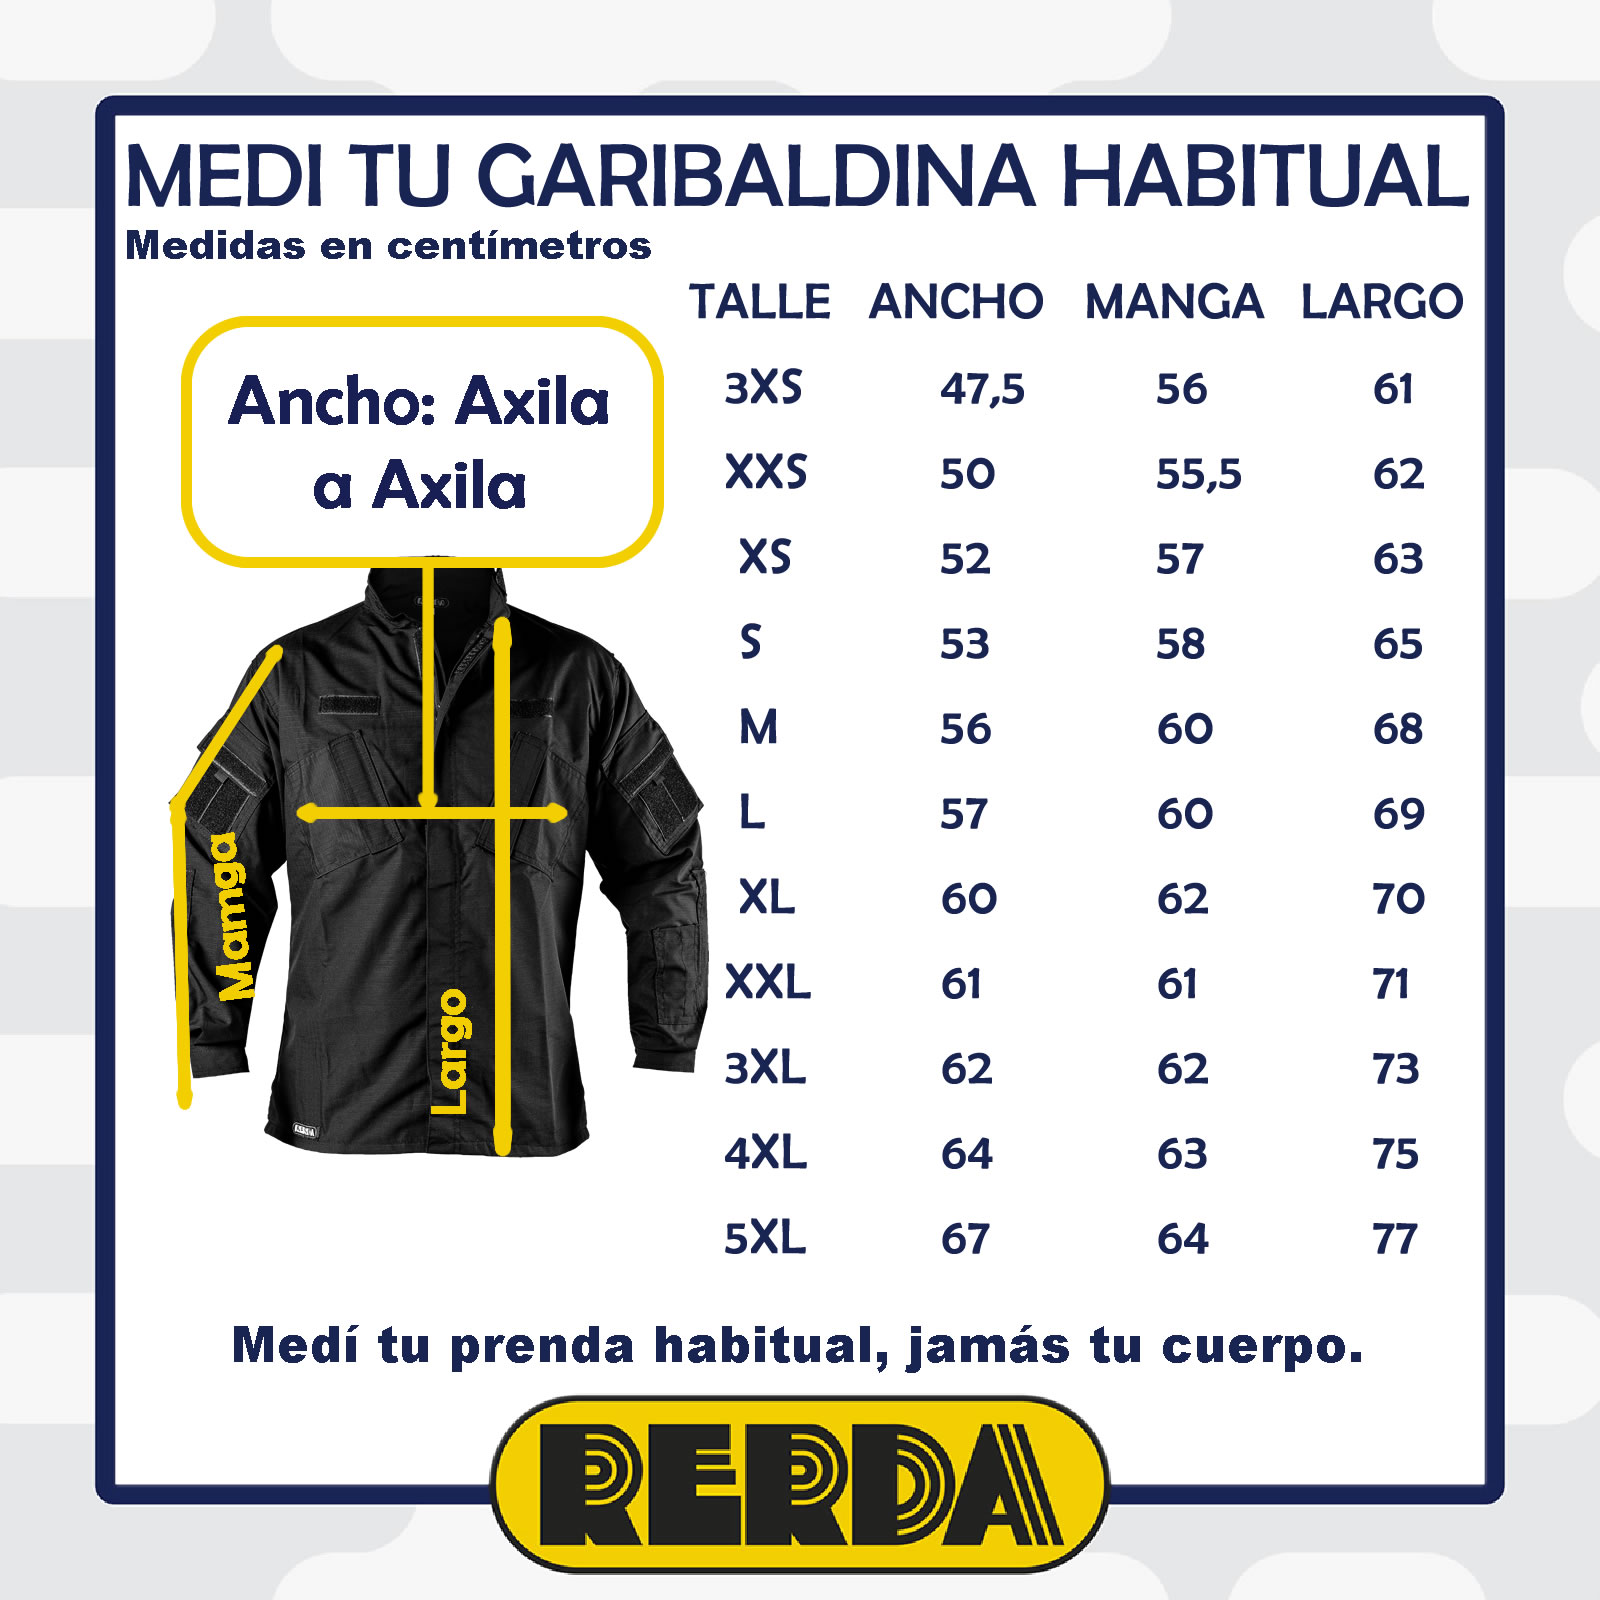 MEDI TU GARIBALDINA HABITUAL
Medidas en centímetros
TALLE ANCHO MANGA LARGO
Ancho: Axila
a Axila
3XS 47,5 56 61
XXS 50 55,5 62
XS 52 57 63
S 53 58 65
M 56 60 68
L 57 60 69
XL 60 62 70
XXL 61 61 71
3XL 62 62 73
4XL 64 63 75
5XL 67 64 77
Mamga
Largo
Medí tu prenda habitual, jamás tu cuerpo.
RERDA